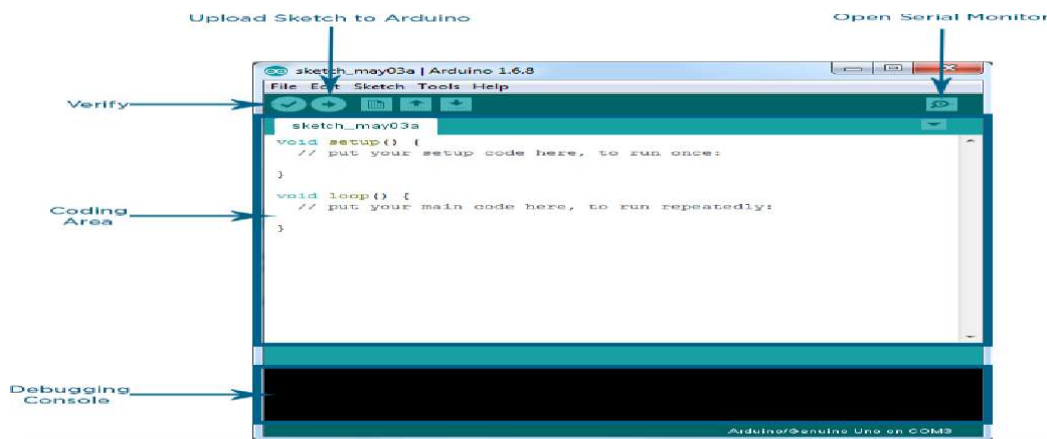 Upload Sketch to Arduino
Open Serial Monitor
sketch_may03a | Arduino 1.6.8
File Edit Sketch Tools Help
Verify
sketch_may03a
void setup() {
// put your setup code here, to run once:
}
void loop() {
// put your main code here, to run repeatedly:
}
Coding
Area
Debugging
Console
Arduino/Genuino Uno on COM3